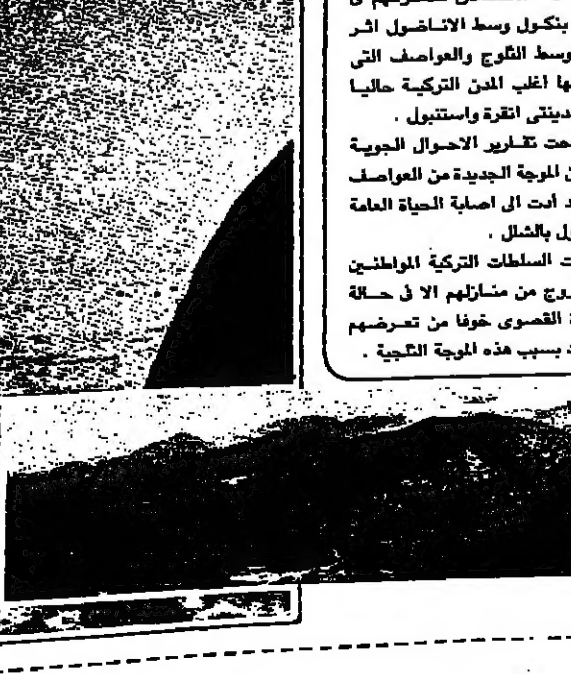 بنكول وسط الاناضول اثر
وسط الثلوج والعواصف التى
ها أغلب المدن التركية حاليا
دينتى انقرة واستنبول .
حت تقارير الاحوال الجوية
ن الموجة الجديدة من العواصف
د أدت الى اصابة الحياة العامة
ول بالشلل .
ت السلطات التركية المواطنين
روج من منازلهم الا فى حالة
ة القصوى خوفا من تعرضهم
د بسبب هذه الموجة الثلجية .